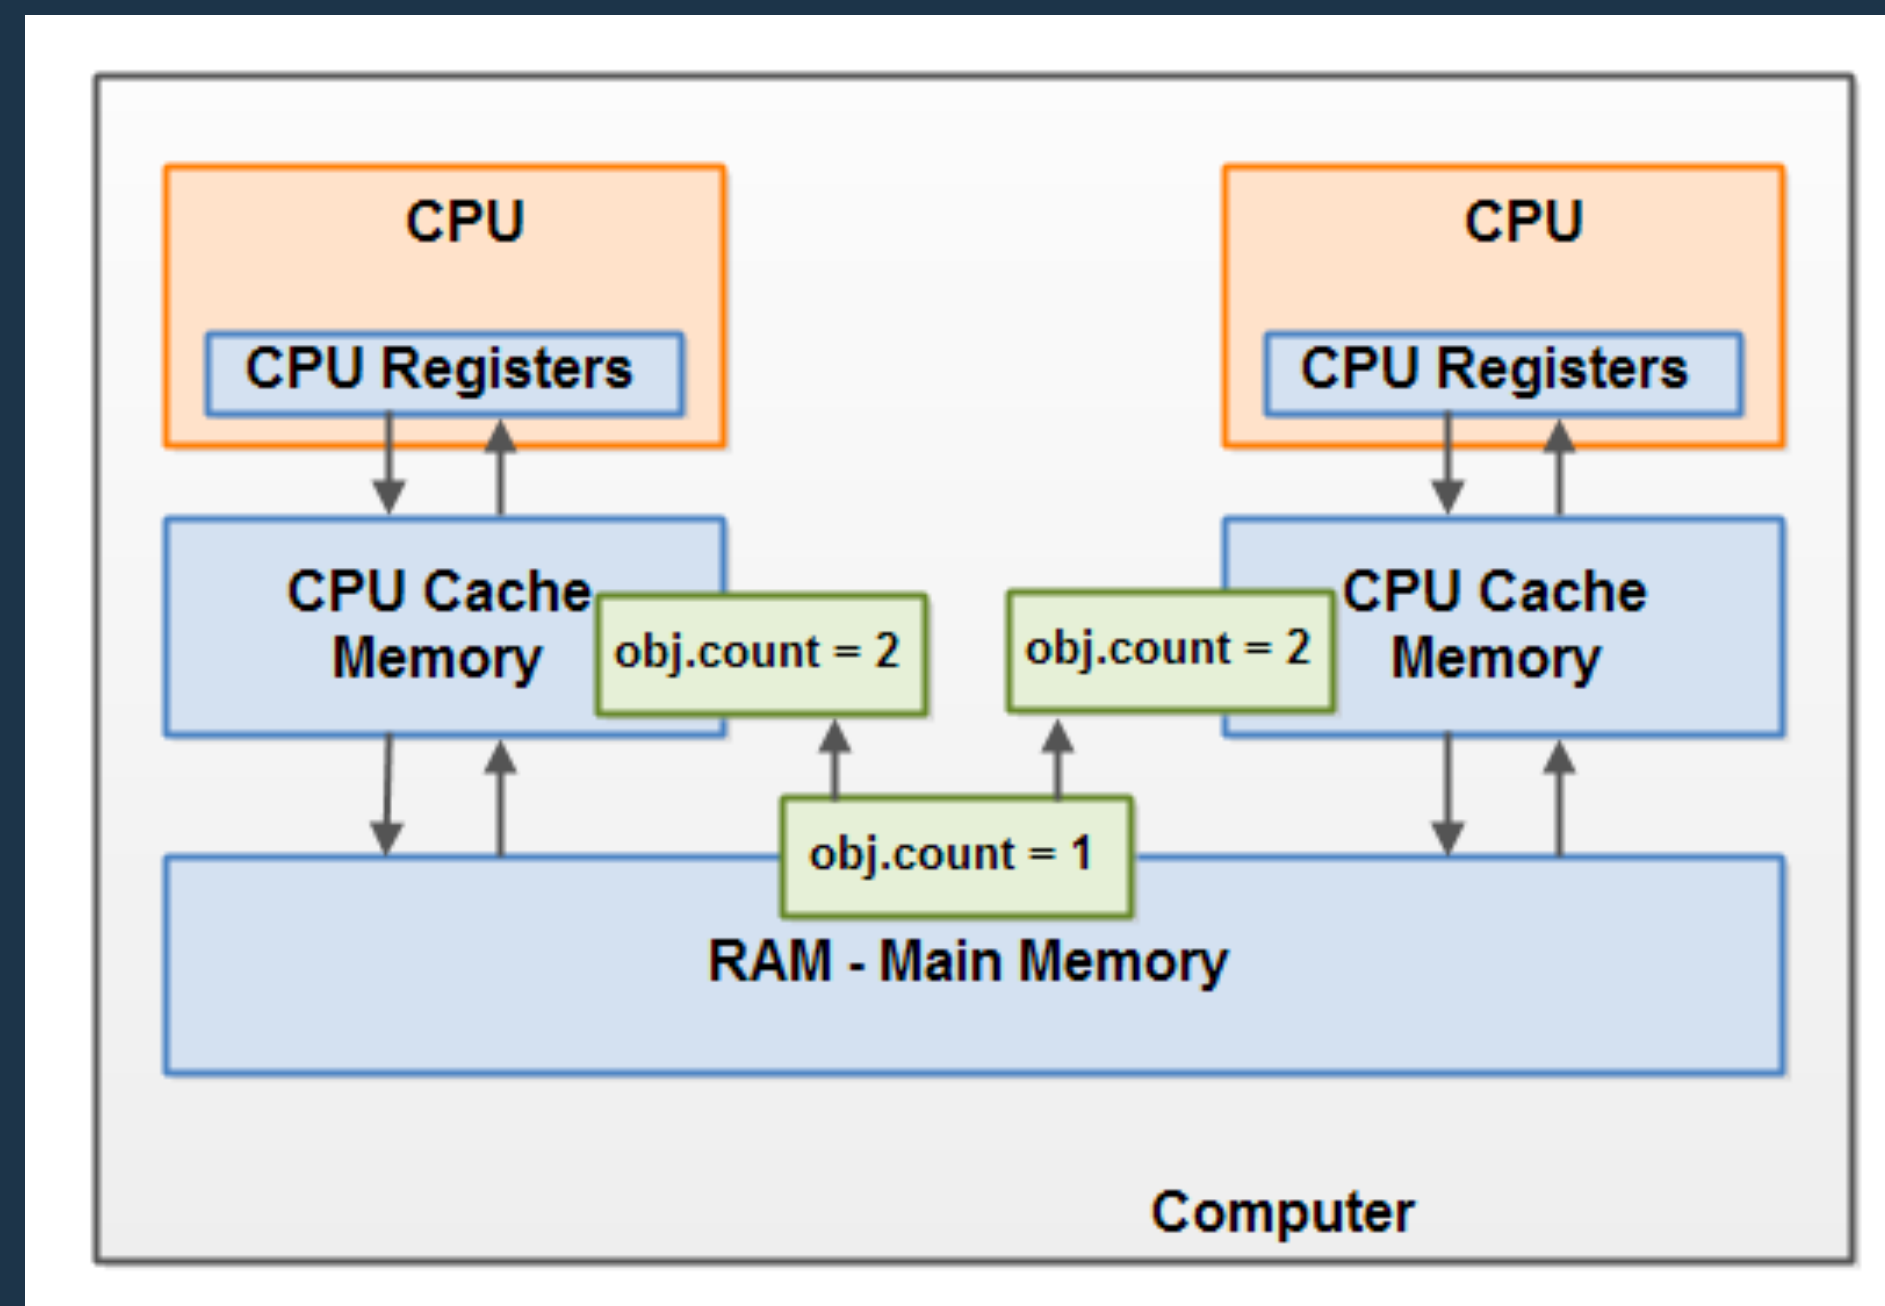 CPU
CPU
CPU Registers
CPU Registers
CPU Cache
Memory
obj.count = 2
obj.count = 2
CPU Cache
Memory
obj.count = 1
RAM - Main Memory
Computer